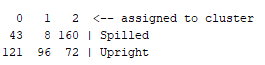 0 1 2 <-- assigned to cluster
43 8 160 | Spilled
121 96 72 | Upright